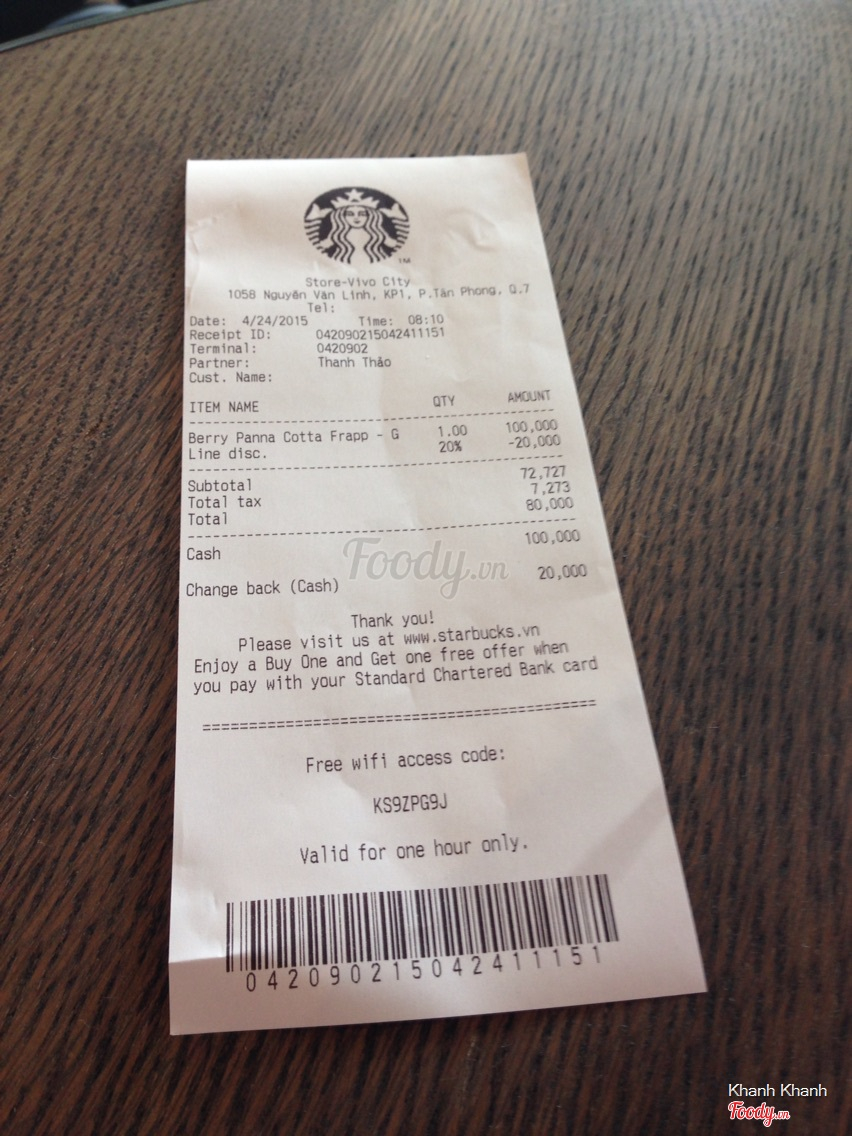 TM
Store-Vivo City
1058 Nguyễn Văn Linh, KP1, P.Tân Phong, Q.7
Tel:
Date: 4/24/2015 Time: 08:10
Receipt ID: 042090215042411151
Terminal: 0420902
Partner: Thanh Thảo
Cust. Name:
ITEM NAME QTY AMOUNT
Berry Panna Cotta Frapp - G 1.00 100,000
Line disc. 20% -20,000
Subtotal 72,727
Total tax 7,273
Total 80,000
Cash 100,000
Change back (Cash) 20,000
Foody.vn
Thank you!
Please visit us at www.starbucks.vn
Enjoy a Buy One and Get one free offer when
you pay with your Standard Chartered Bank card
Free wifi access code:
KS9ZPG9J
Valid for one hour only.
042090215042411151
Khanh Khanh
Foody.vn